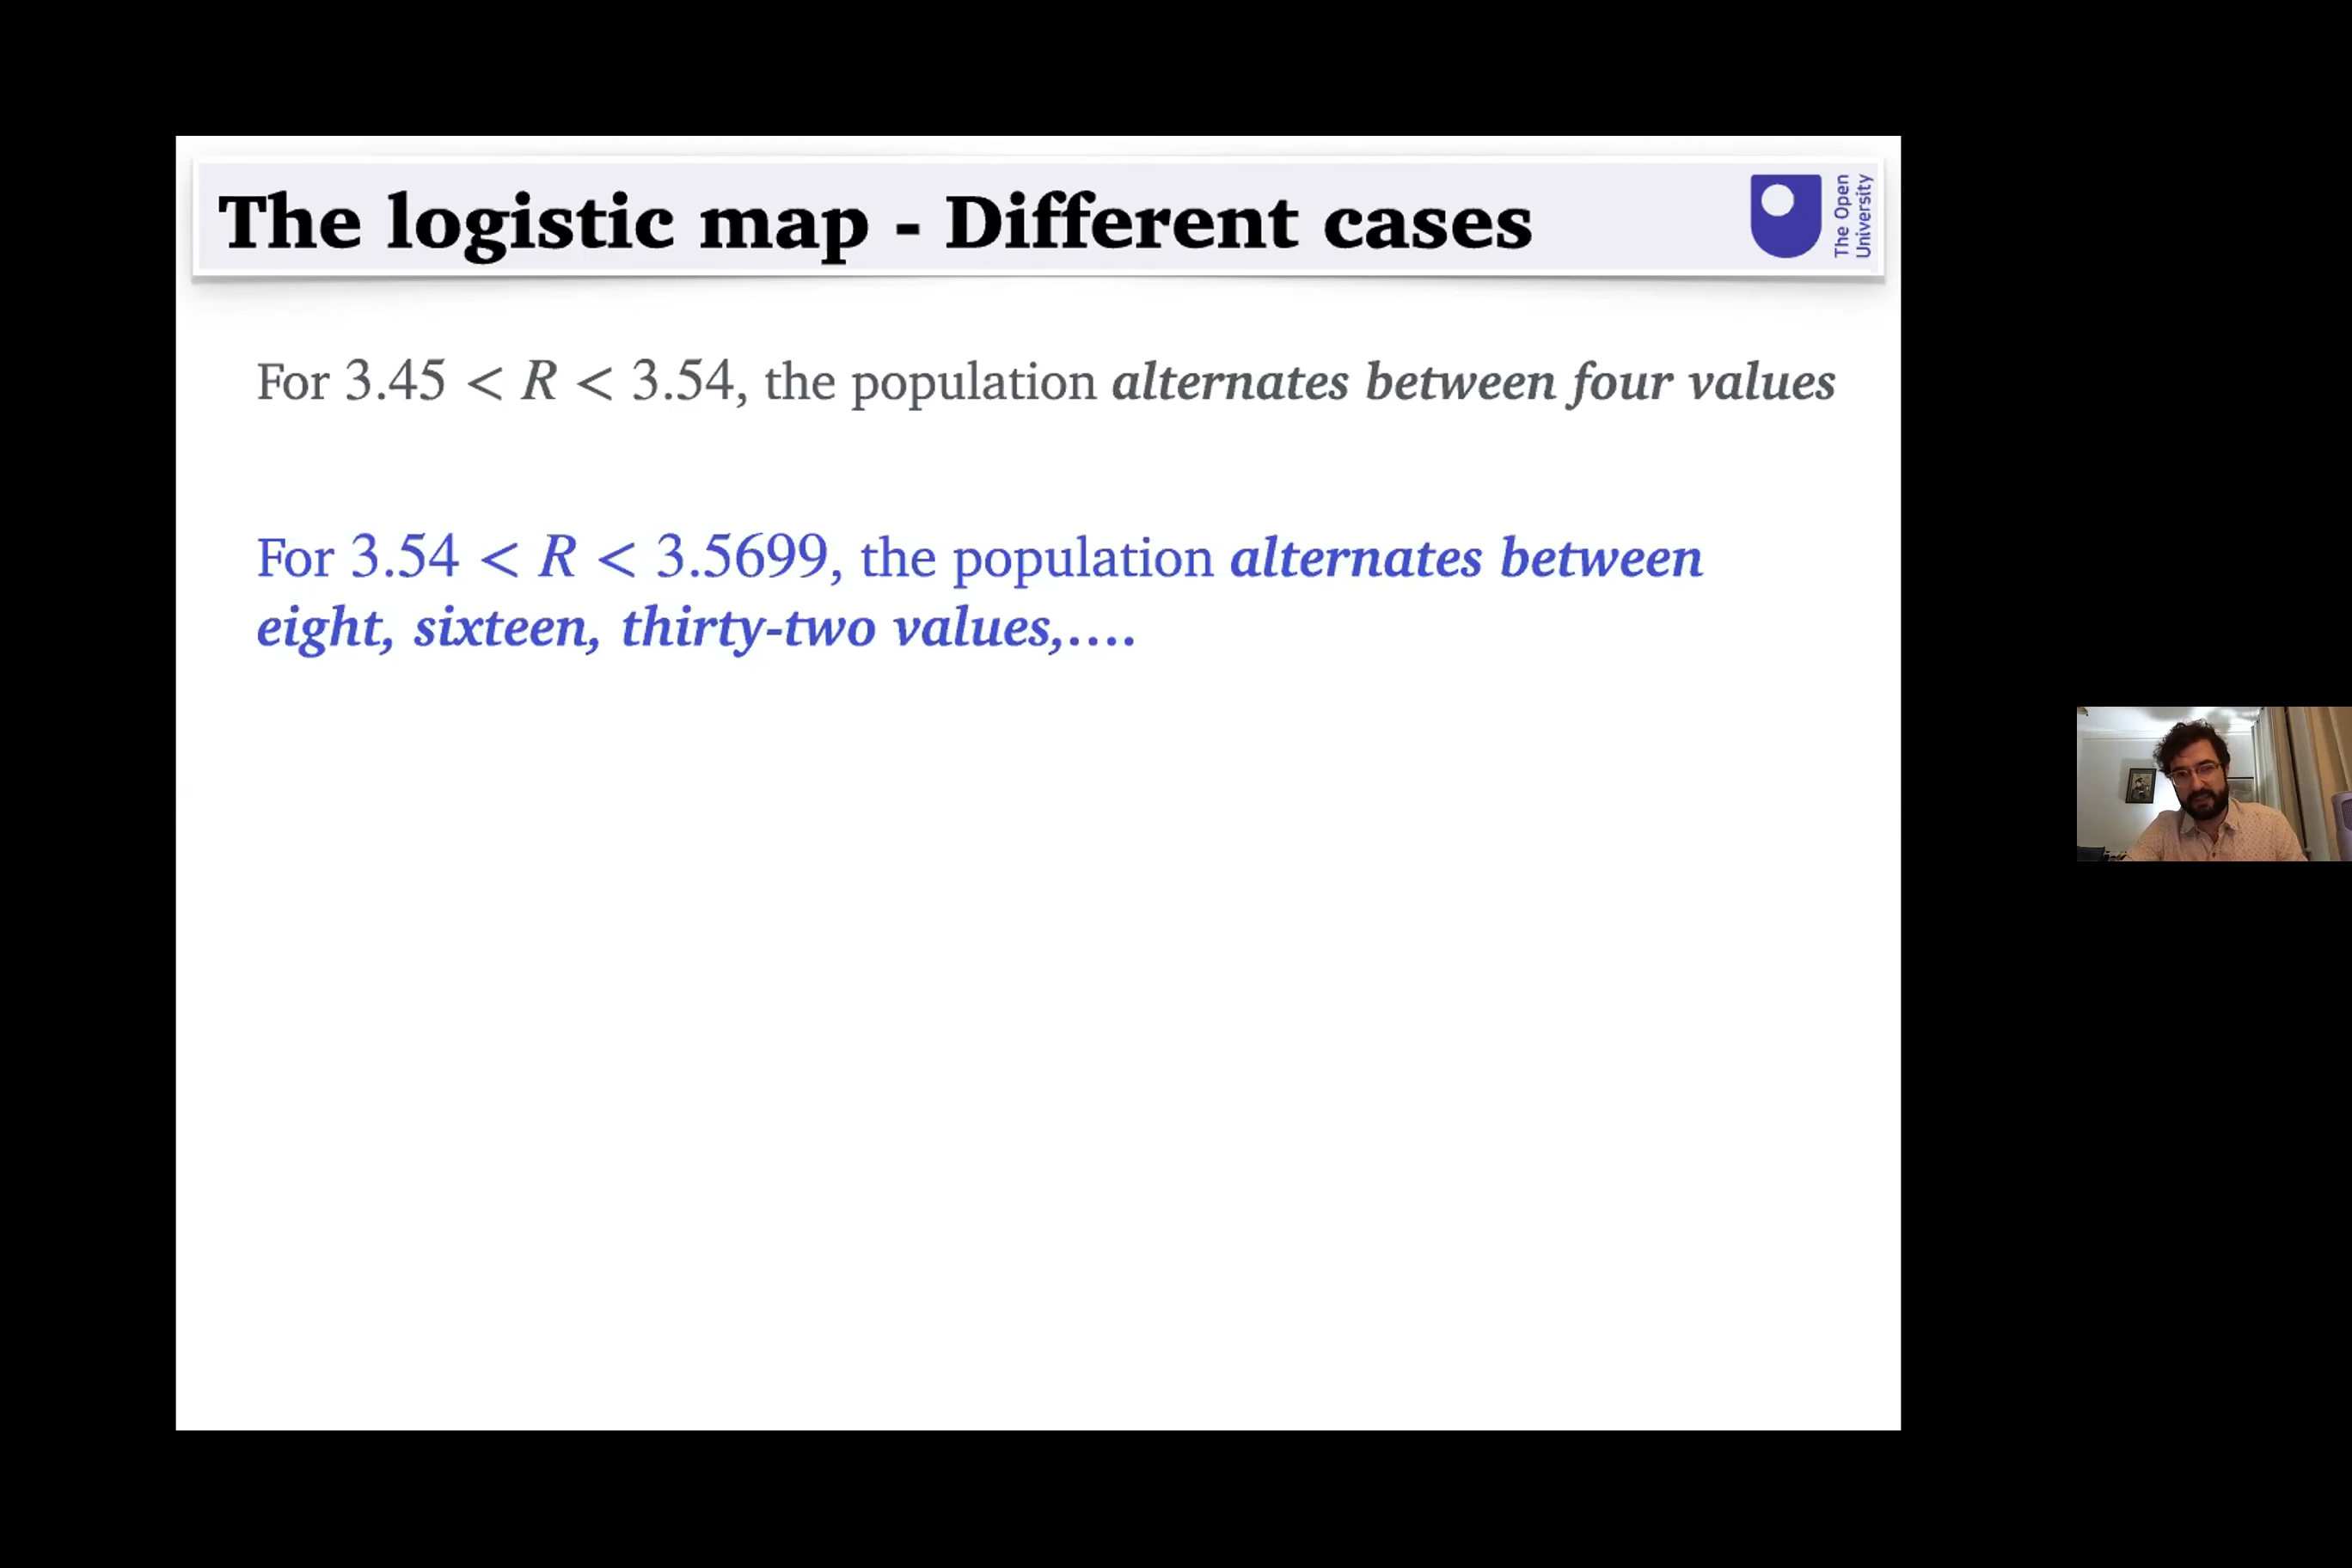 The logistic map - Different cases
The Open
University
For 3.45 < R < 3.54, the population alternates between four values
For 3.54 < R < 3.5699, the population alternates between
eight, sixteen, thirty-two values,....